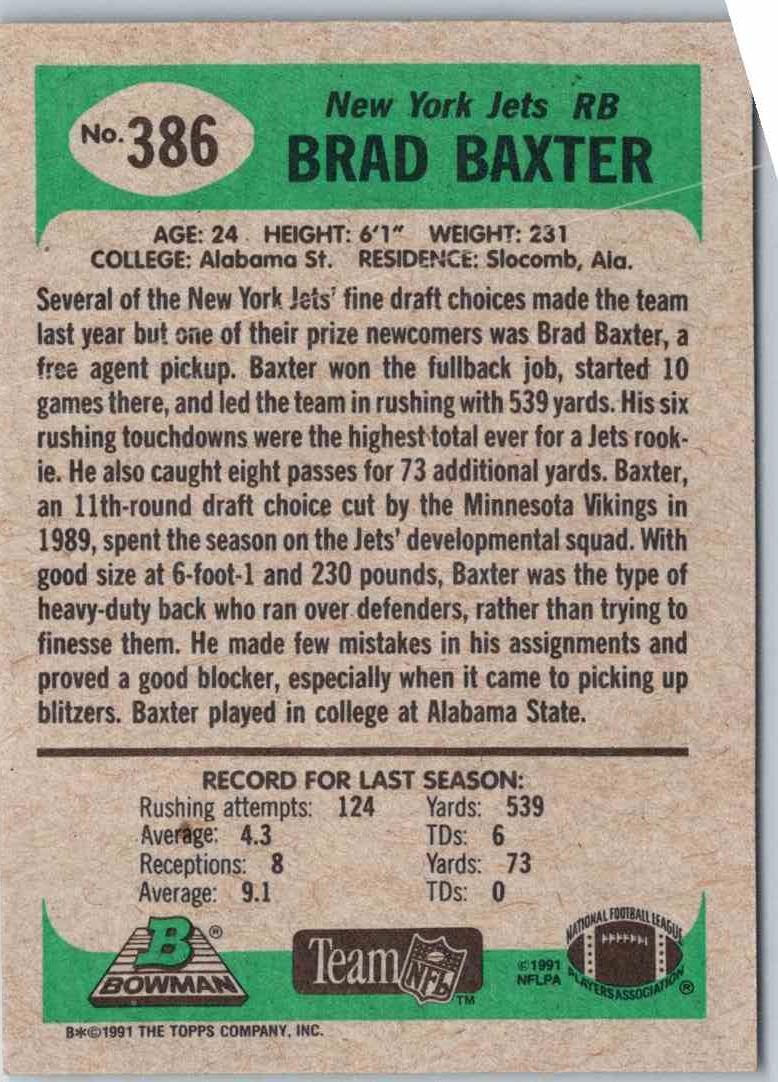 No. 386
New York Jets RB
BRAD BAXTER
AGE: 24 HEIGHT: 6'1" WEIGHT: 231
COLLEGE: Alabama St. RESIDENCE: Slocomb, Ala.
Several of the New York Jets' fine draft choices made the team
last year but one of their prize newcomers was Brad Baxter, a
free agent pickup. Baxter won the fullback job, started 10
games there, and led the team in rushing with 539 yards. His six
rushing touchdowns were the highest total ever for a Jets rook-
ie. He also caught eight passes for 73 additional yards. Baxter,
an 11th-round draft choice cut by the Minnesota Vikings in
1989, spent the season on the Jets' developmental squad. With
good size at 6-foot-1 and 230 pounds, Baxter was the type of
heavy-duty back who ran over defenders, rather than trying to
finesse them. He made few mistakes in his assignments and
proved a good blocker, especially when it came to picking up
blitzers. Baxter played in college at Alabama State.
RECORD FOR LAST SEASON:
Rushing attempts: 124 Yards: 539
Average: 4.3 TDs: 6
Receptions: 8 Yards: 73
Average: 9.1 TDs: 0
B®
BOWMAN
Team NFL TM
©1991
NFLPA
NATIONAL FOOTBALL LEAGUE
PLAYERS ASSOCIATION ®
B*©1991 THE TOPPS COMPANY, INC.